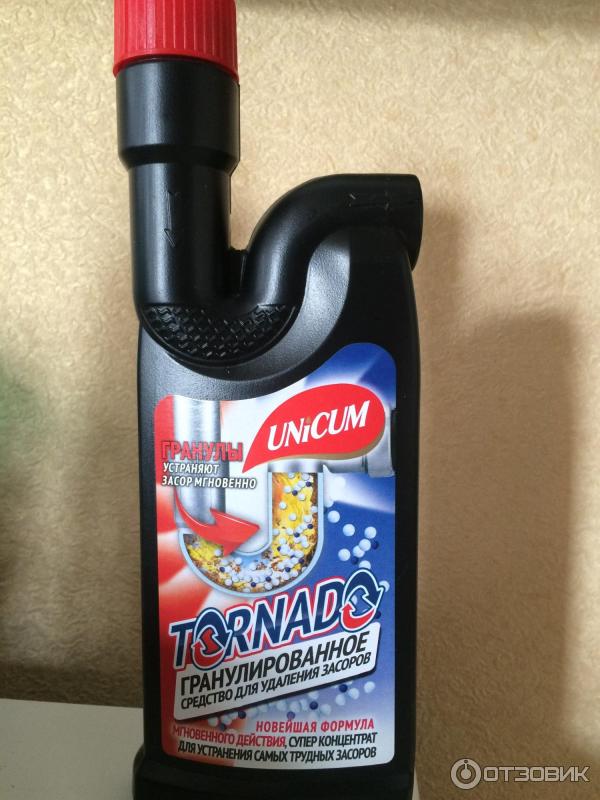 UNiCUM
ГРАНУЛЫ
УСТРАНЯЮТ
ЗАСОР МГНОВЕННО
TORNADO
ГРАНУЛИРОВАННОЕ
СРЕДСТВО ДЛЯ УДАЛЕНИЯ ЗАСОРОВ
НОВЕЙШАЯ ФОРМУЛА
МГНОВЕННОГО ДЕЙСТВИЯ, СУПЕР КОНЦЕНТРАТ
ДЛЯ УСТРАНЕНИЯ САМЫХ ТРУДНЫХ ЗАСОРОВ
ОТЗОВИК